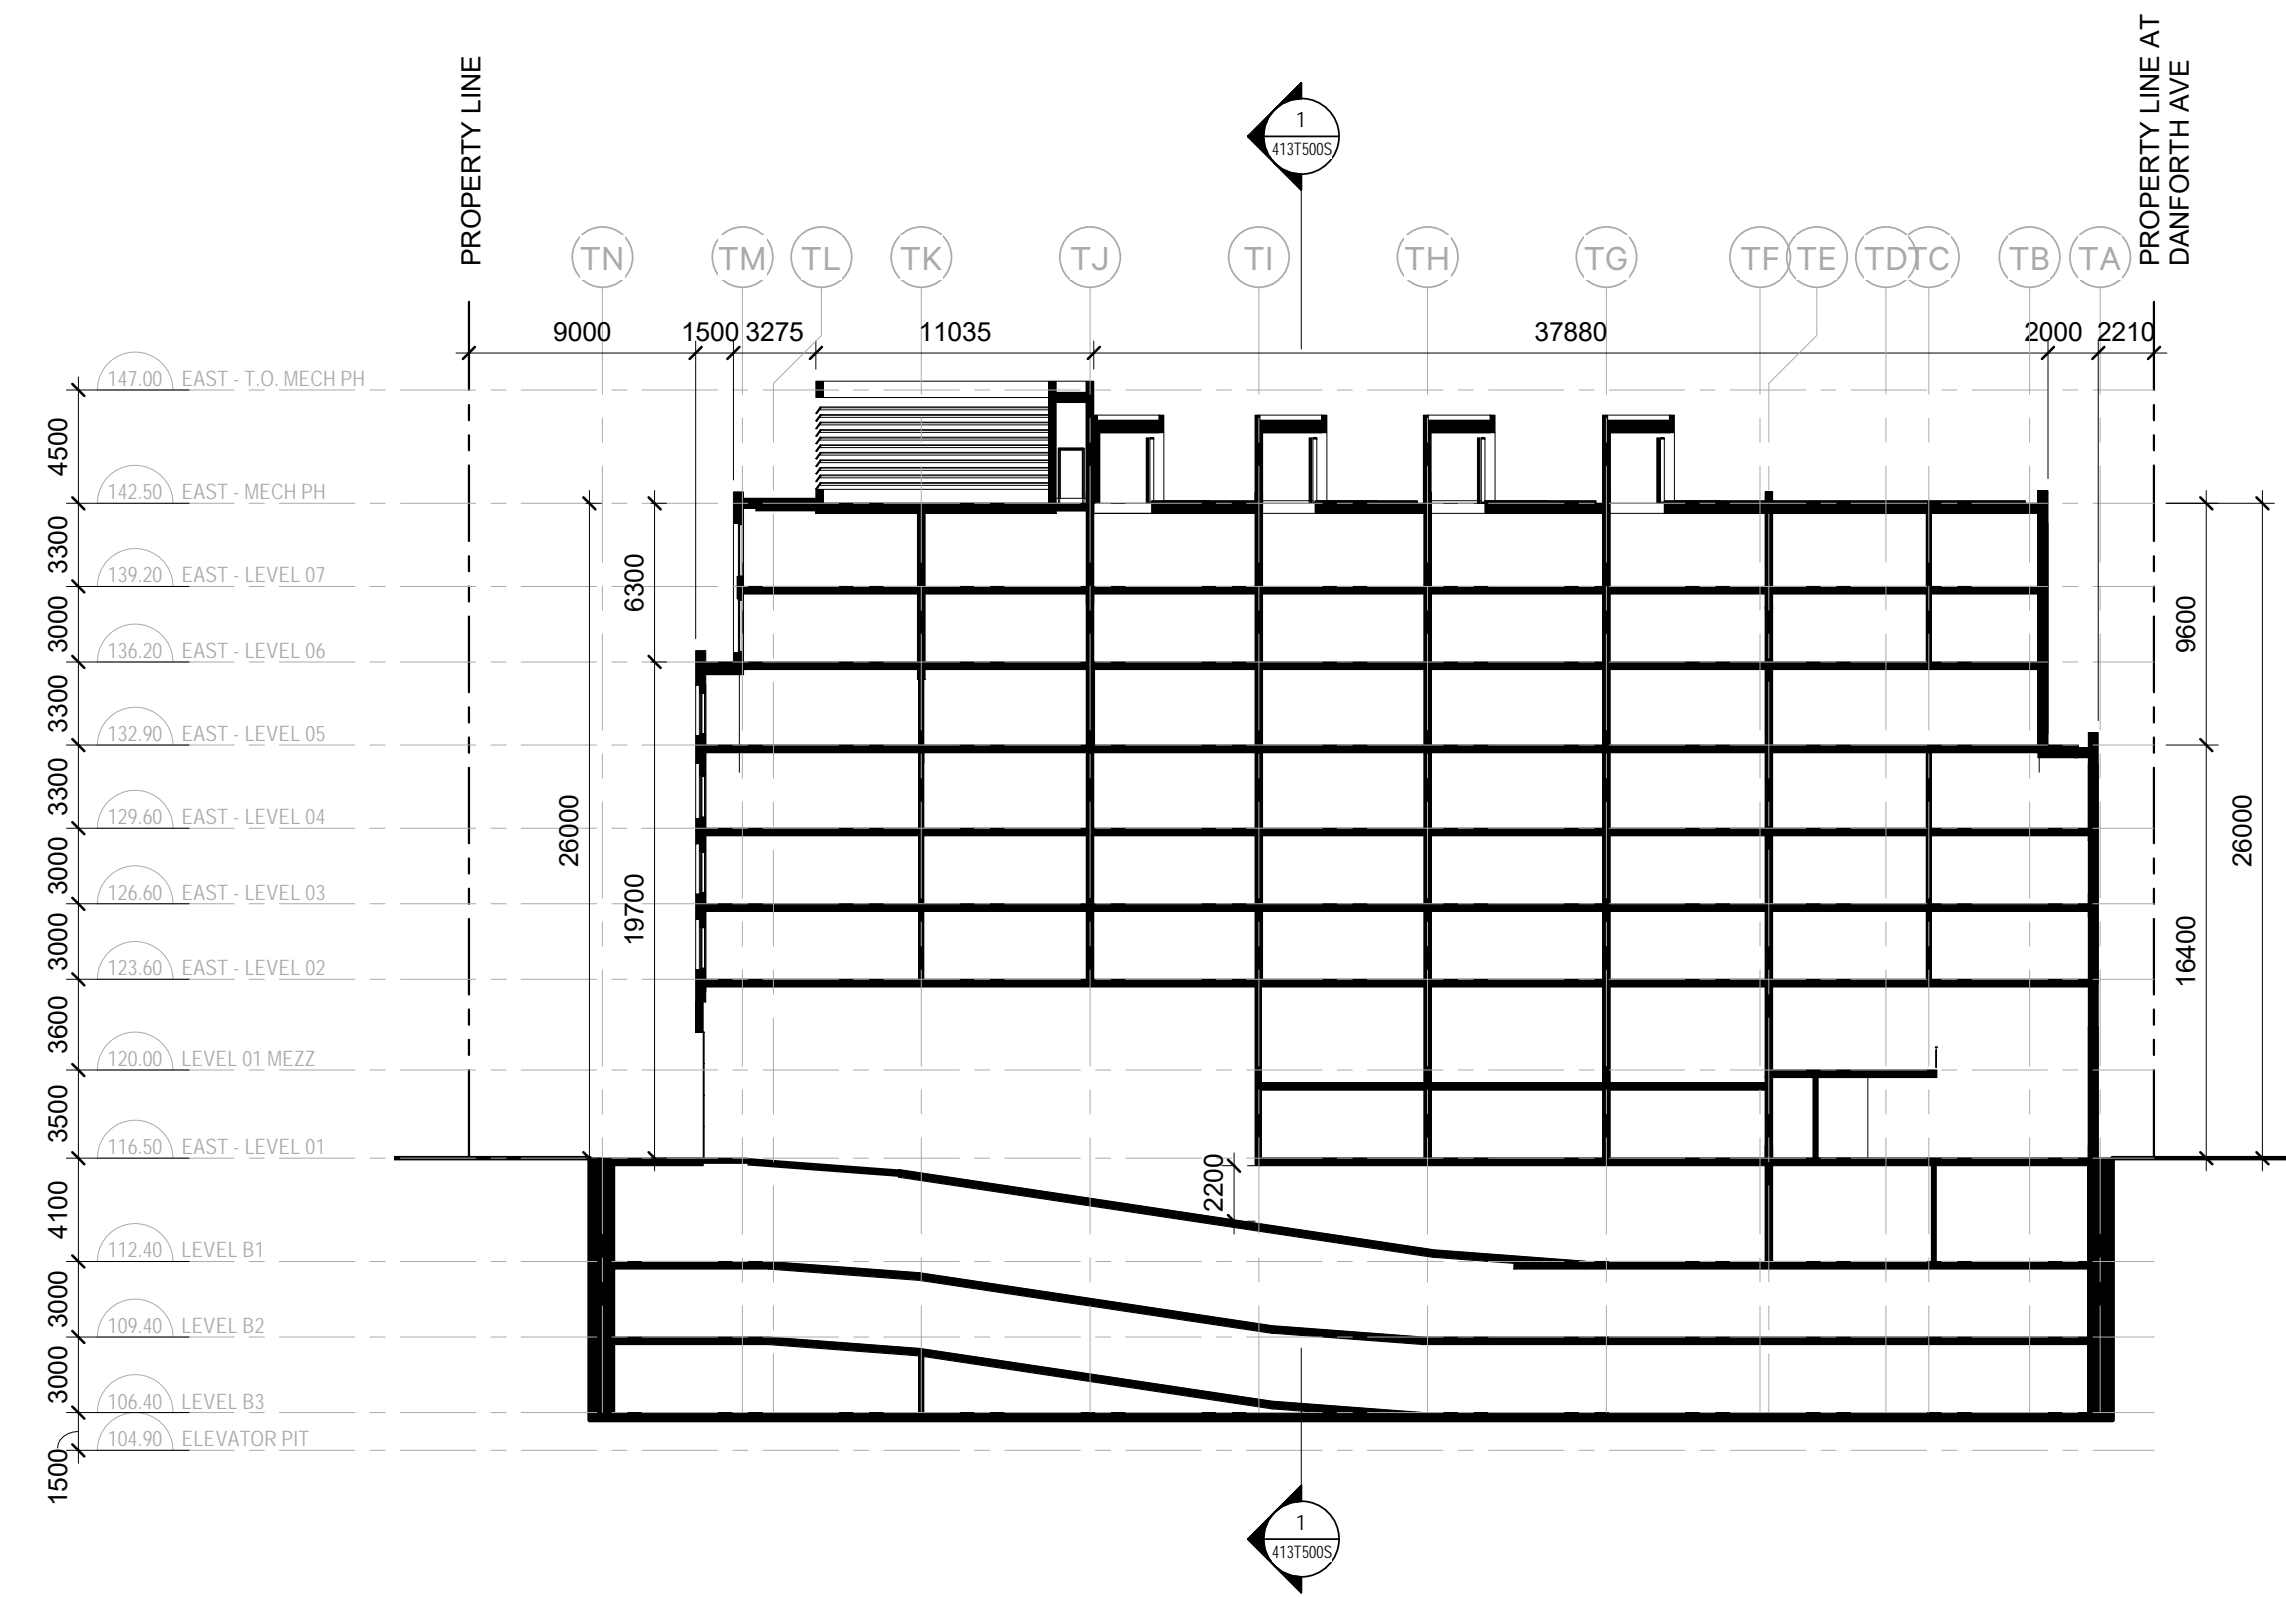 PROPERTY LINE
PROPERTY LINE AT
DANFORTH AVE
1
413T500S
TN
TM
TL
TK
TJ
TI
TH
TG
TF
TE
TD
TC
TB
TA
9000
1500
3275
11035
37880
2000
2210
147.00 EAST - T.O. MECH PH
4500
142.50 EAST - MECH PH
3300
139.20 EAST - LEVEL 07
3000
136.20 EAST - LEVEL 06
3300
132.90 EAST - LEVEL 05
3300
129.60 EAST - LEVEL 04
3000
126.60 EAST - LEVEL 03
3000
123.60 EAST - LEVEL 02
3600
120.00 LEVEL 01 MEZZ
3500
116.50 EAST - LEVEL 01
4100
112.40 LEVEL B1
3000
109.40 LEVEL B2
3000
106.40 LEVEL B3
104.90 ELEVATOR PIT
1500
26000
6300
19700
2200
9600
16400
26000
1
413T500S